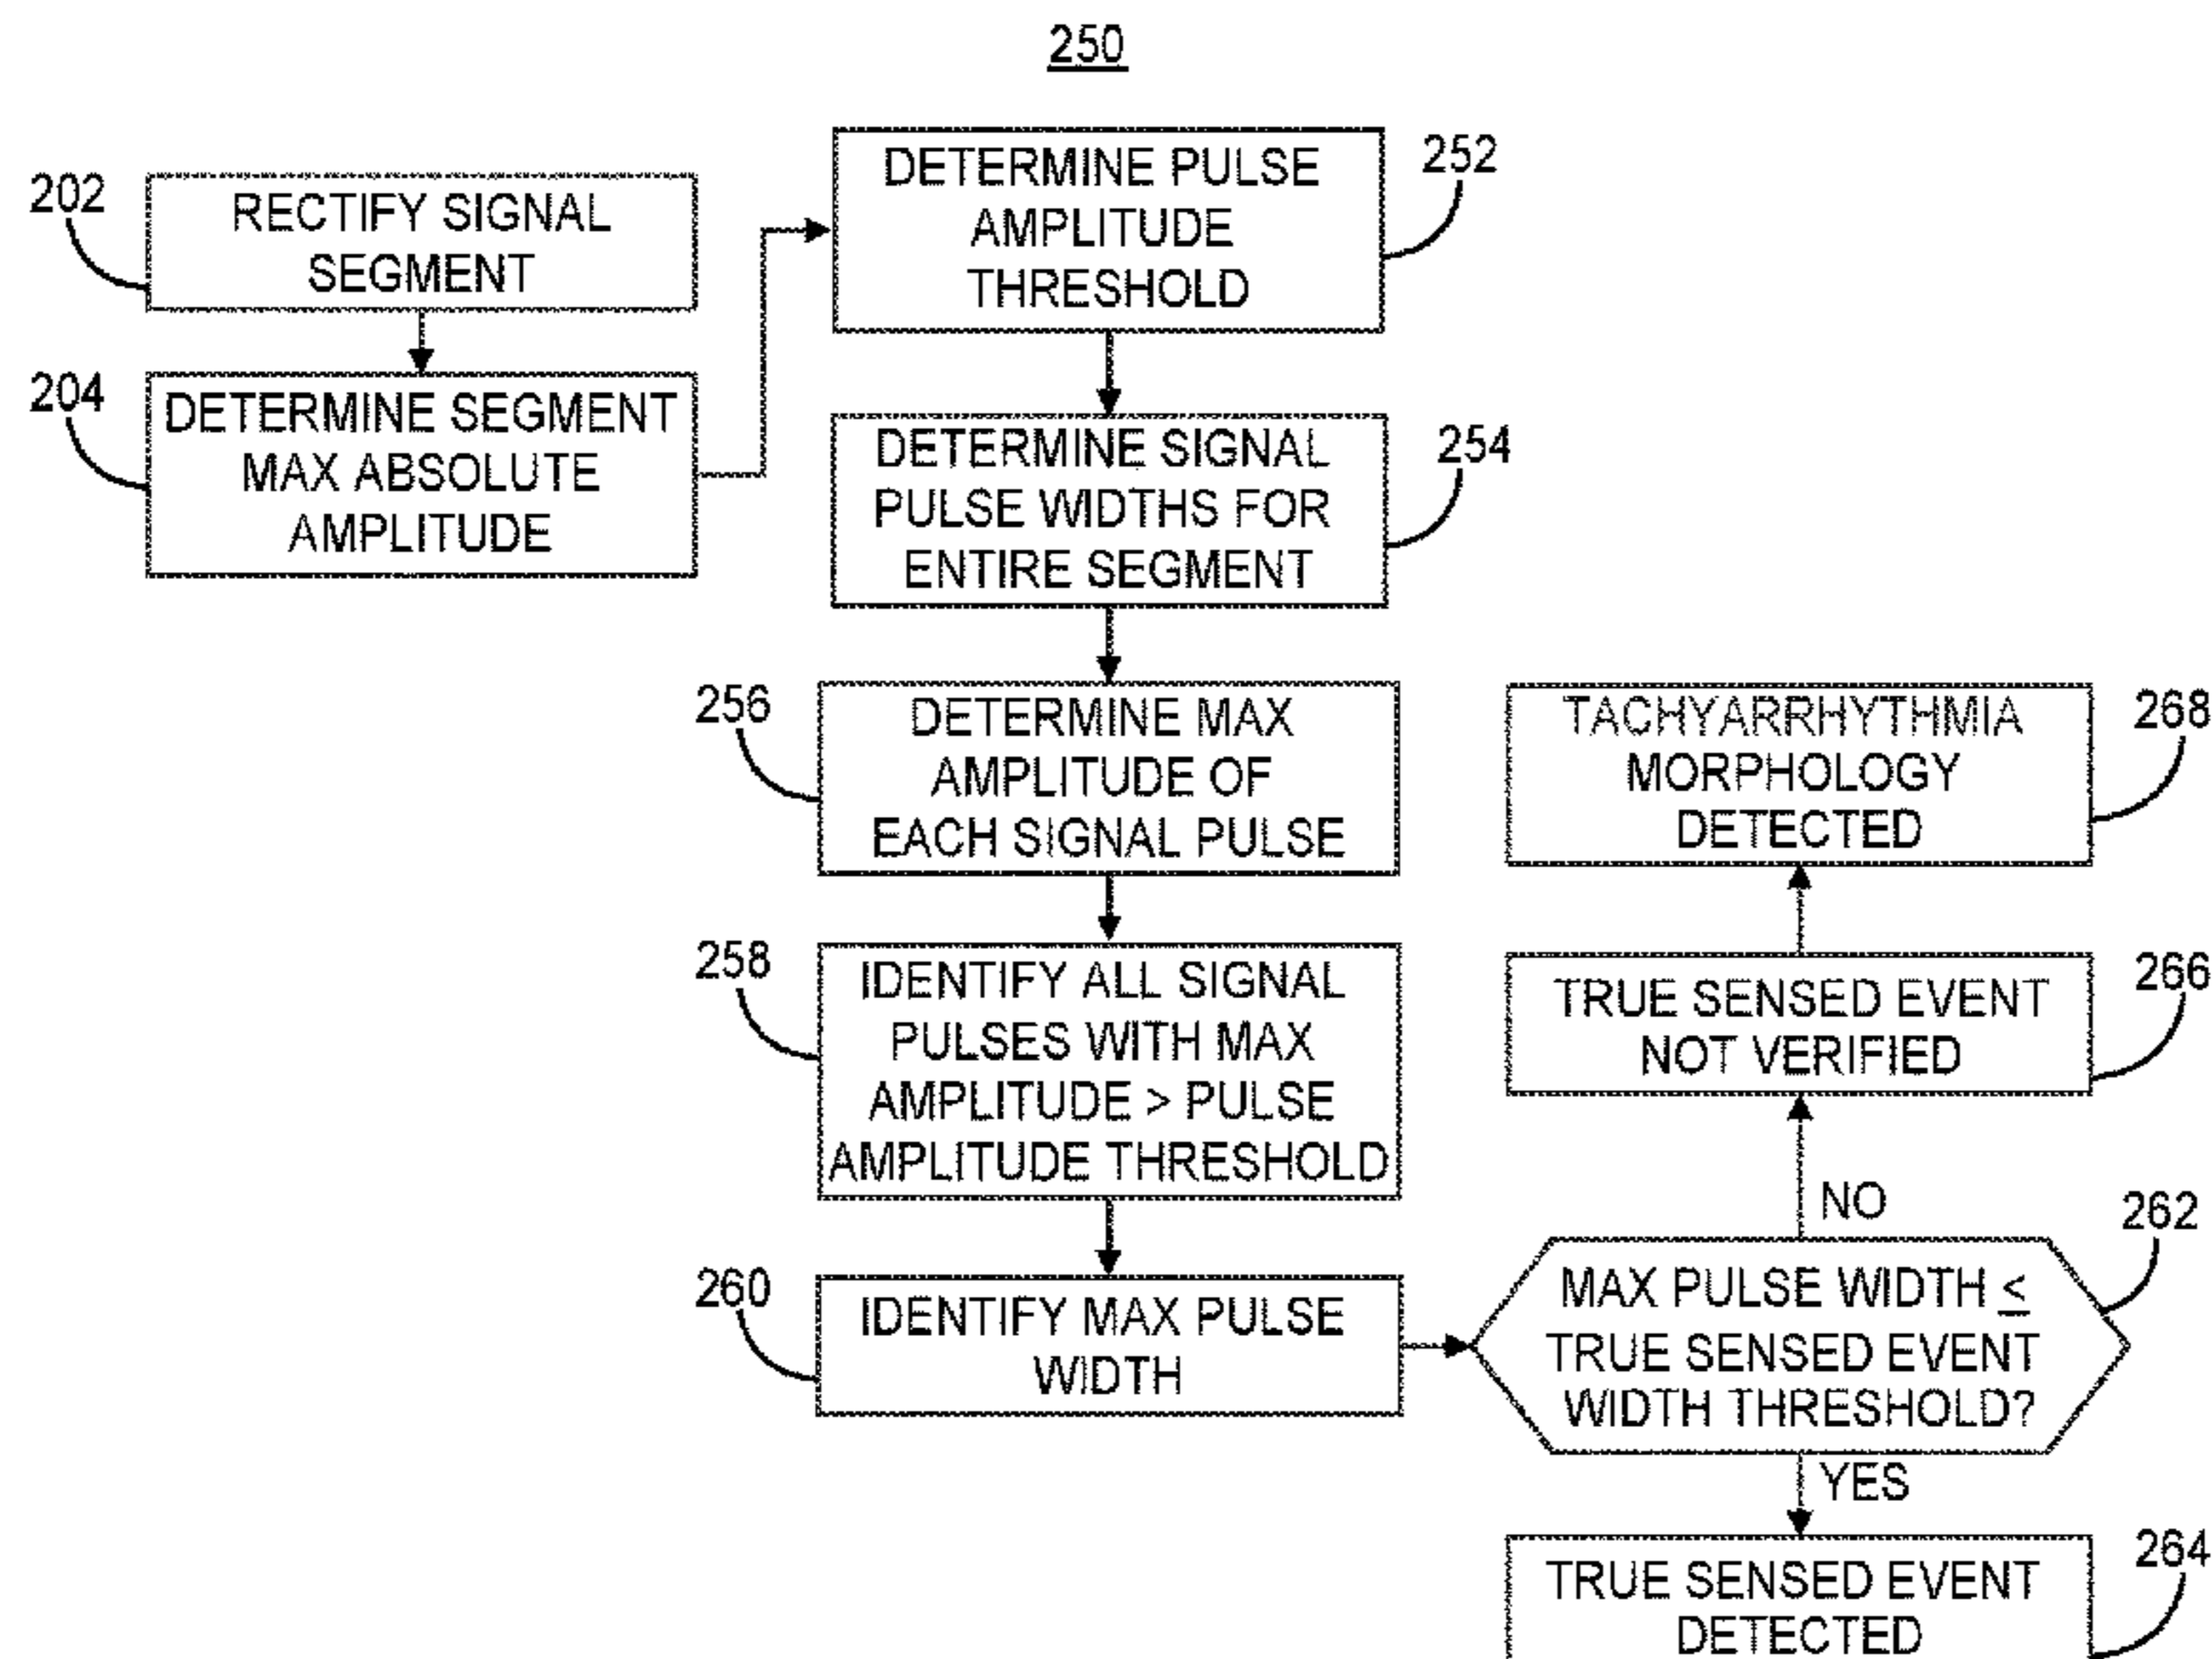 250
202
RECTIFY SIGNAL
SEGMENT
204
DETERMINE SEGMENT
MAX ABSOLUTE
AMPLITUDE
252
DETERMINE PULSE
AMPLITUDE
THRESHOLD
254
DETERMINE SIGNAL
PULSE WIDTHS FOR
ENTIRE SEGMENT
256
DETERMINE MAX
AMPLITUDE OF
EACH SIGNAL PULSE
258
IDENTIFY ALL SIGNAL
PULSES WITH MAX
AMPLITUDE > PULSE
AMPLITUDE THRESHOLD
260
IDENTIFY MAX PULSE
WIDTH
262
MAX PULSE WIDTH ≤
TRUE SENSED EVENT
WIDTH THRESHOLD?
NO
266
TRUE SENSED EVENT
NOT VERIFIED
268
TACHYARRHYTHMIA
MORPHOLOGY
DETECTED
YES
264
TRUE SENSED EVENT
DETECTED